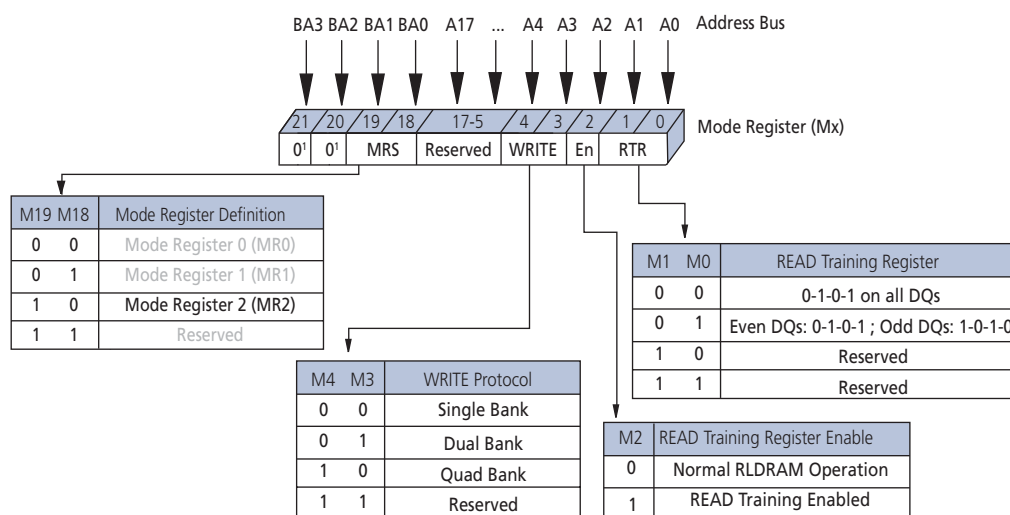 BA3 BA2 BA1 BA0 A17 ... A4 A3 A2 A1 A0 Address Bus
21 20 19 18 17-5 4 3 2 1 0 Mode Register (Mx)
0¹ 0¹ MRS Reserved WRITE En RTR
M19 M18 Mode Register Definition
0 0 Mode Register 0 (MR0)
0 1 Mode Register 1 (MR1)
1 0 Mode Register 2 (MR2)
1 1 Reserved
M1 M0 READ Training Register
0 0 0-1-0-1 on all DQs
0 1 Even DQs: 0-1-0-1 ; Odd DQs: 1-0-1-0
1 0 Reserved
1 1 Reserved
M4 M3 WRITE Protocol
0 0 Single Bank
0 1 Dual Bank
1 0 Quad Bank
1 1 Reserved
M2 READ Training Register Enable
0 Normal RLDRAM Operation
1 READ Training Enabled